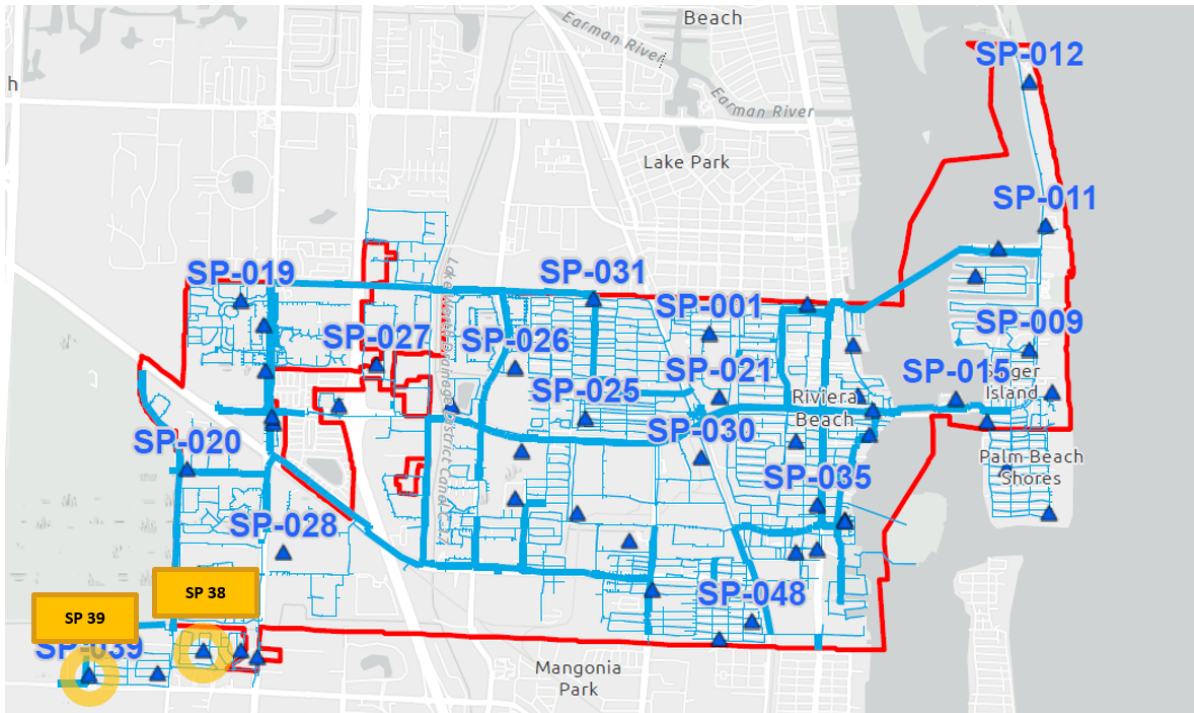 Beach
Earman River
SP-012
h
Earman River
Lake Park
SP-011
SP-019
SP-031
SP-001
SP-009
SP-027
SP-026
SP-021
SP-015
Singer
Island
SP-025
Riviera
Beach
SP-030
SP-020
Palm Beach
Shores
SP-035
SP-028
SP 38
SP-048
SP 39
SP-039
Mangonia
Park